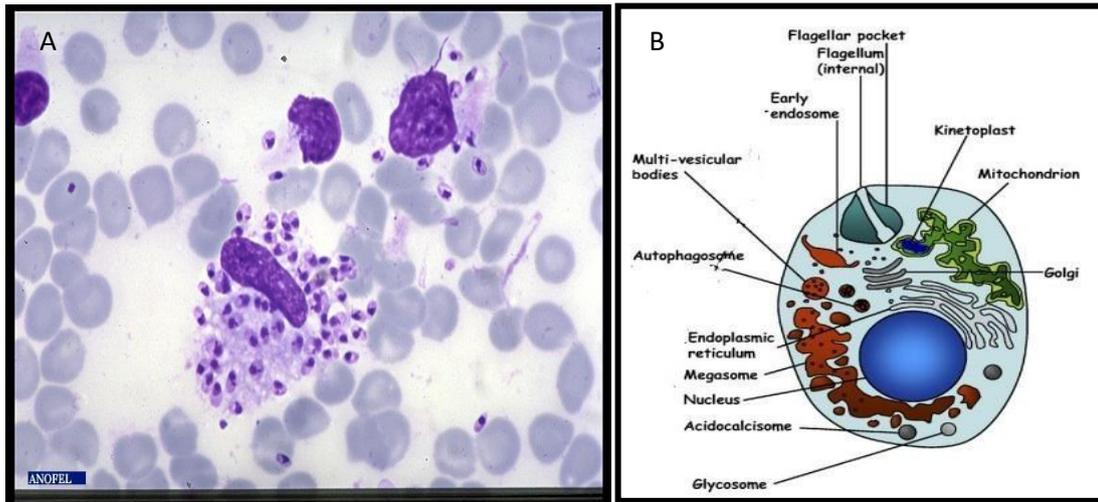 A
ANOFEL
B
Flagellar pocket
Flagellum
(internal)
Early
endosome
Kinetoplast
Multi-vesicular
bodies
Mitochondrion
Autophagosome
Golgi
Endoplasmic
reticulum
Megasome
Nucleus
Acidocalcisome
Glycosome